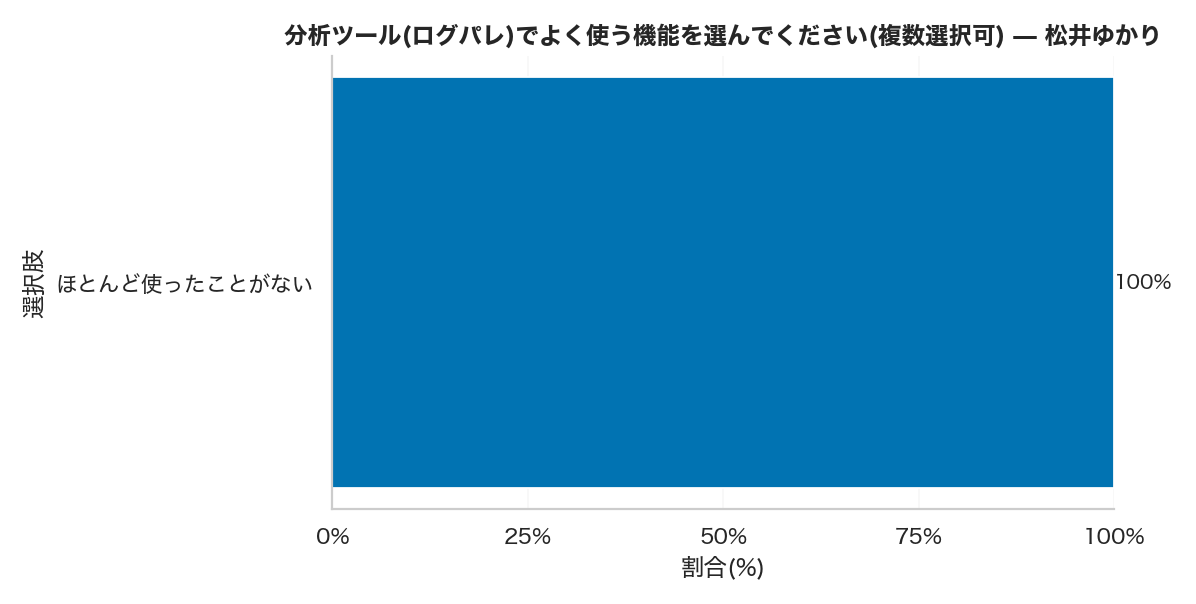 分析ツール(ログパレ)でよく使う機能を選んでください(複数選択可) — 松井ゆかり
選択肢
ほとんど使ったことがない
100%
0% 25% 50% 75% 100%
割合(%)